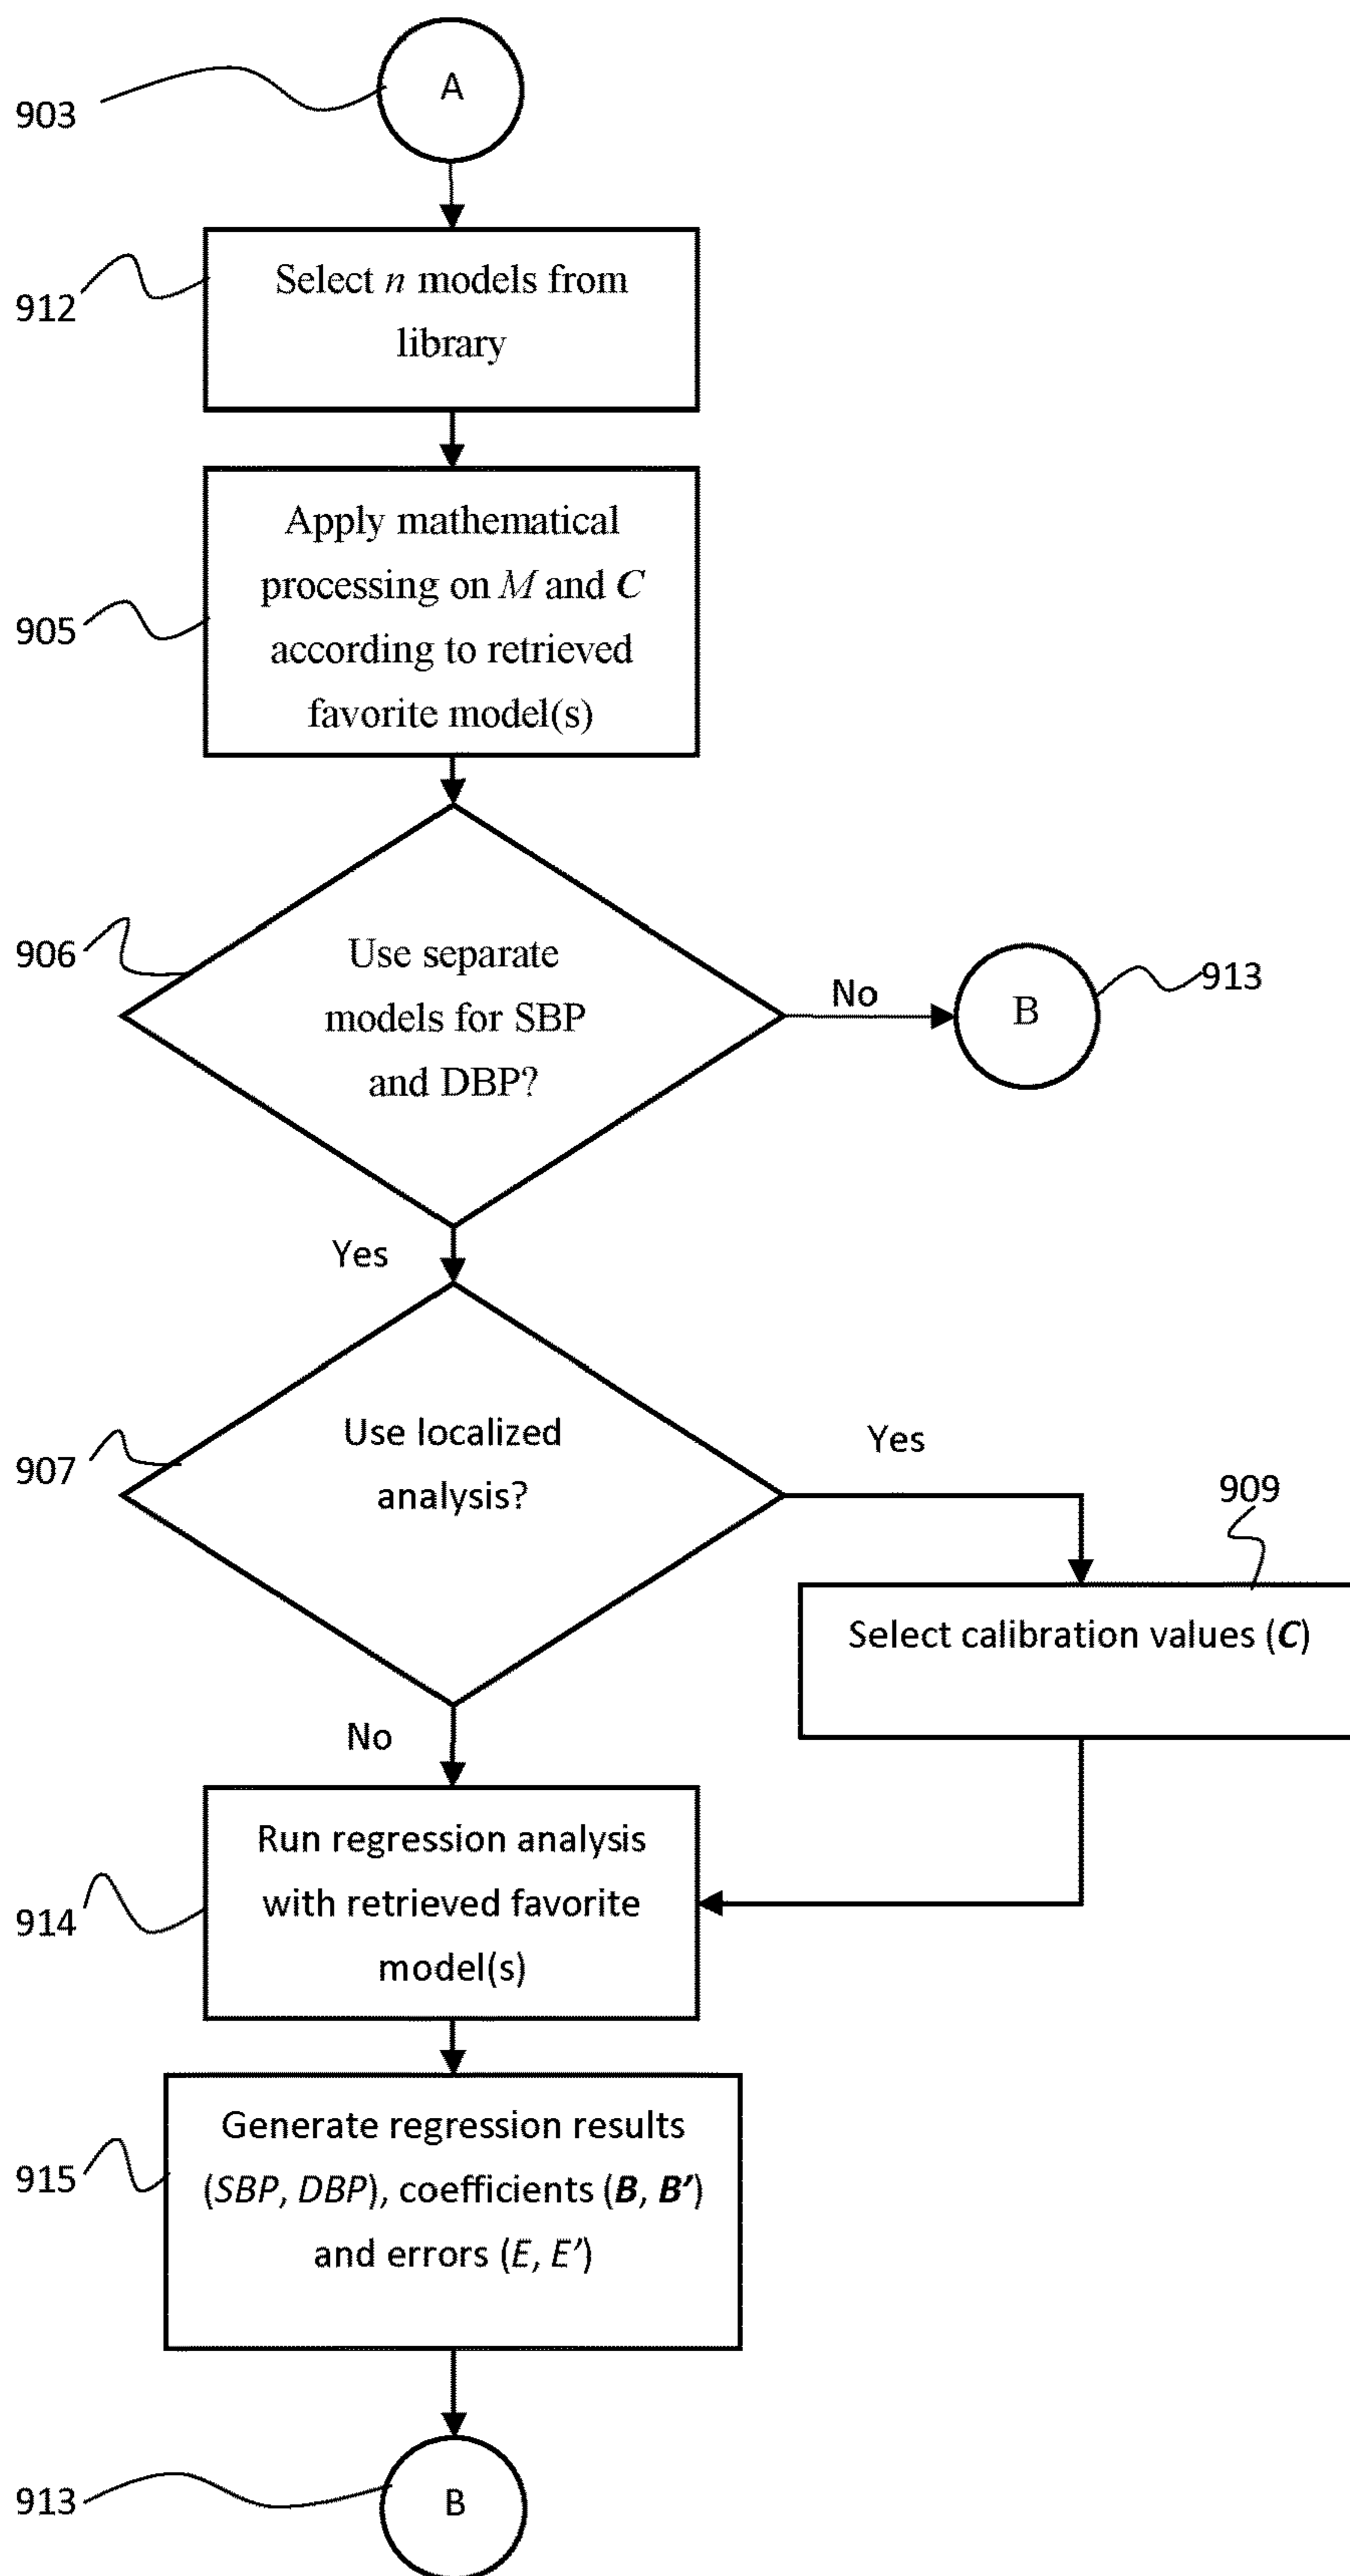 A
903
Select n models from
library
912
Apply mathematical
processing on M and C
according to retrieved
favorite model(s)
905
Use separate
models for SBP
and DBP?
906
No
B
913
Yes
Use localized
analysis?
907
Yes
909
Select calibration values (C)
No
Run regression analysis
with retrieved favorite
model(s)
914
Generate regression results
(SBP, DBP), coefficients (B, B’)
and errors (E, E’)
915
B
913